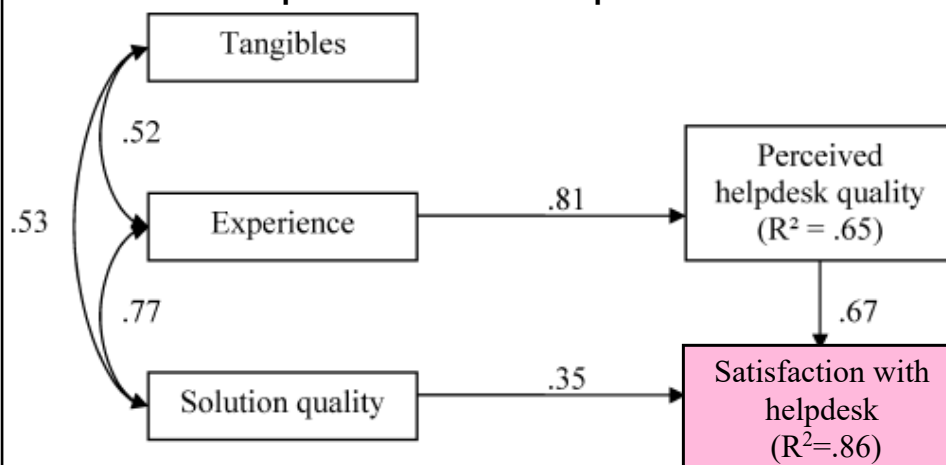 Tangibles
.52
Perceived
helpdesk quality
(R² = .65)
.53
Experience
.81
.77
.67
Solution quality
.35
Satisfaction with
helpdesk
(R²=.86)